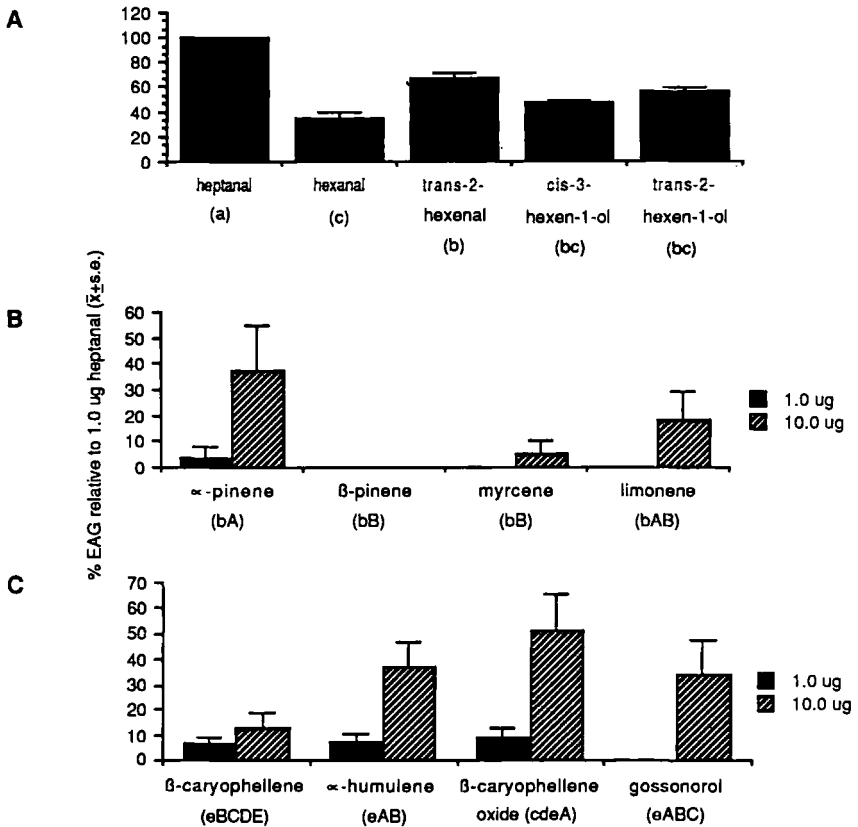 A
120
100
80
60
40
20
0
heptanal hexanal trans-2- cis-3- trans-2-
hexenal hexen-1-ol hexen-1-ol
(a) (c) (b) (bc) (bc)
% EAG relative to 1.0 ug heptanal (x̄±s.e.)
B
60
50
40
30
20
10
0
1.0 ug
10.0 ug
∝-pinene ß-pinene myrcene limonene
(bA) (bB) (bB) (bAB)
C
70
60
50
40
30
20
10
0
1.0 ug
10.0 ug
ß-caryophellene ∝-humulene ß-caryophellene gossonorol
(eBCDE) (eAB) oxide (cdeA) (eABC)